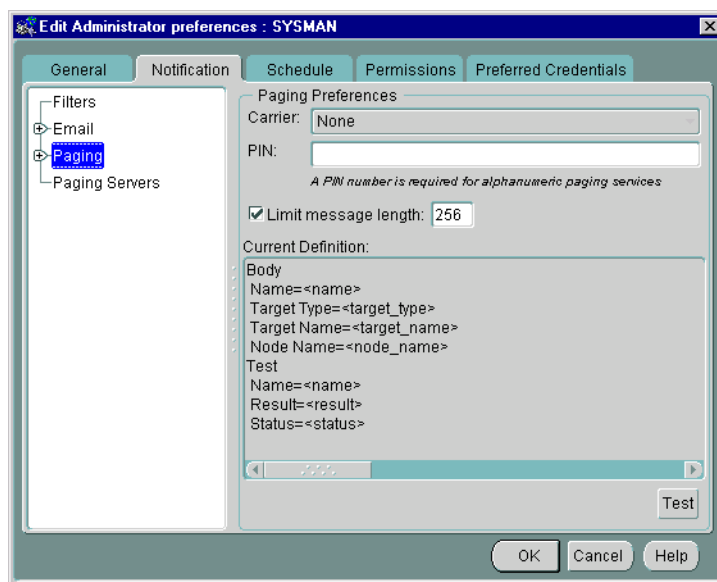 Edit Administrator preferences : SYSMAN
General Notification Schedule Permissions Preferred Credentials
Filters
Email
Paging
Paging Servers
Paging Preferences
Carrier: None
PIN:
A PIN number is required for alphanumeric paging services
Limit message length: 256
Current Definition:
Body
Name=<name>
Target Type=<target_type>
Target Name=<target_name>
Node Name=<node_name>
Test
Name=<name>
Result=<result>
Status=<status>
Test
OK Cancel Help